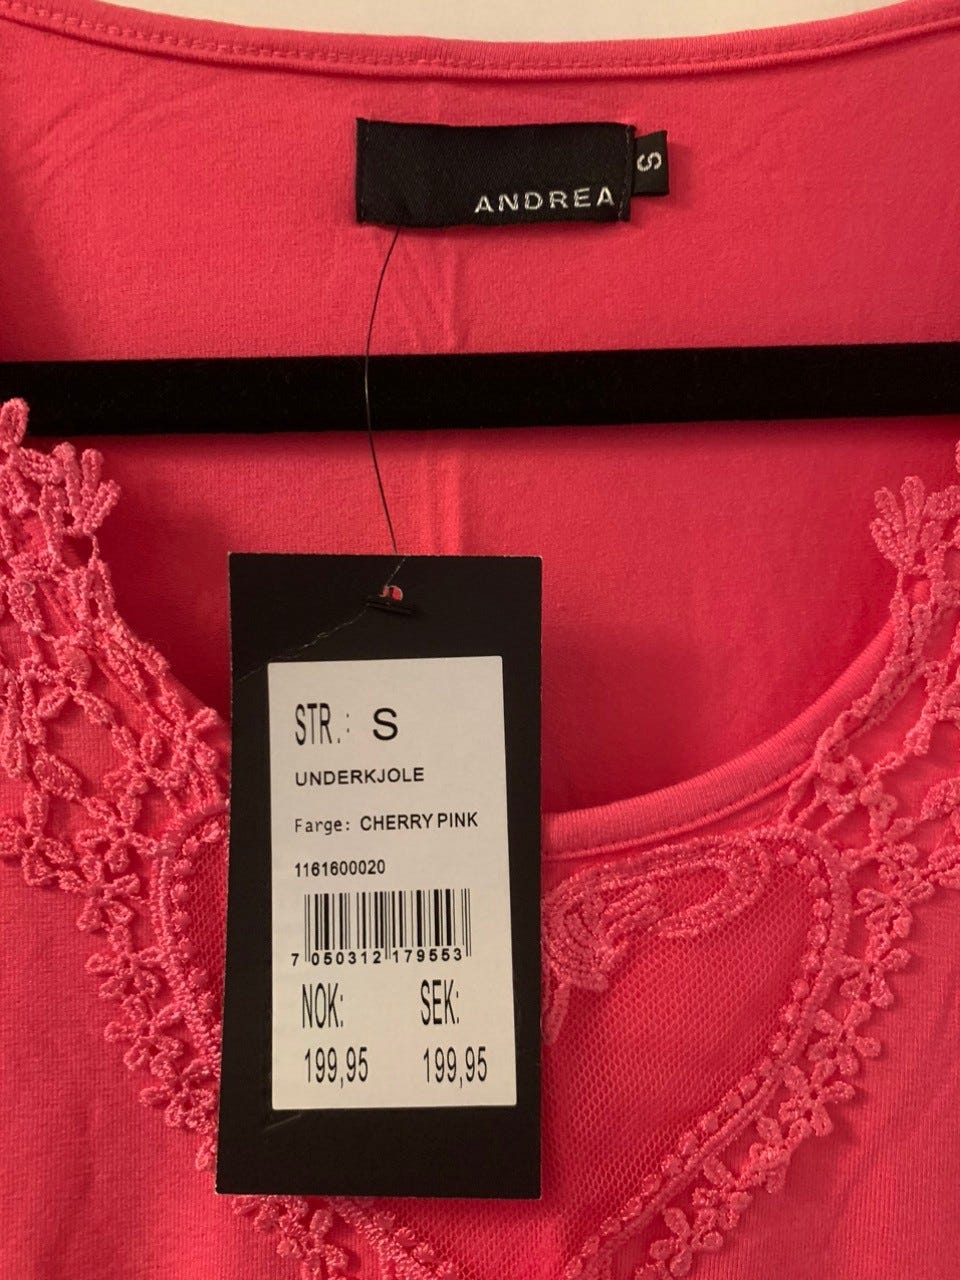 ANDREA
S
STR.: S
UNDERKJOLE
Farge: CHERRY PINK
1161600020
7 050312 179553
NOK: SEK:
199,95 199,95